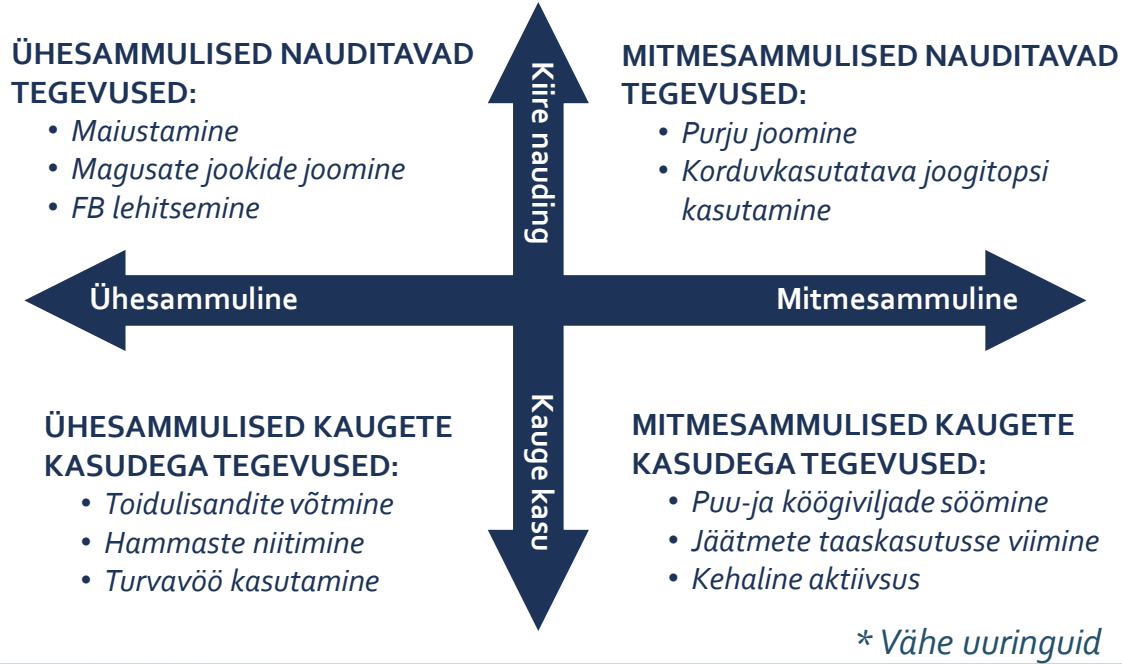 ÜHESAMMULISED NAUDITAVAD
TEGEVUSED:
• Maiustamine
• Magusate jookide joomine
• FB lehitsemine
MITMESAMMULISED NAUDITAVAD
TEGEVUSED:
• Purju joomine
• Korduvkasutatava joogitopsi
kasutamine
Kiire nauding
Ühesammuline
Mitmesammuline
Kauge kasu
ÜHESAMMULISED KAUGETE
KASUDEGA TEGEVUSED:
• Toidulisandite võtmine
• Hammaste niitimine
• Turvavöö kasutamine
MITMESAMMULISED KAUGETE
KASUDEGA TEGEVUSED:
• Puu-ja köögiviljade söömine
• Jäätmete taaskasutusse viimine
• Kehaline aktiivsus
* Vähe uuringuid